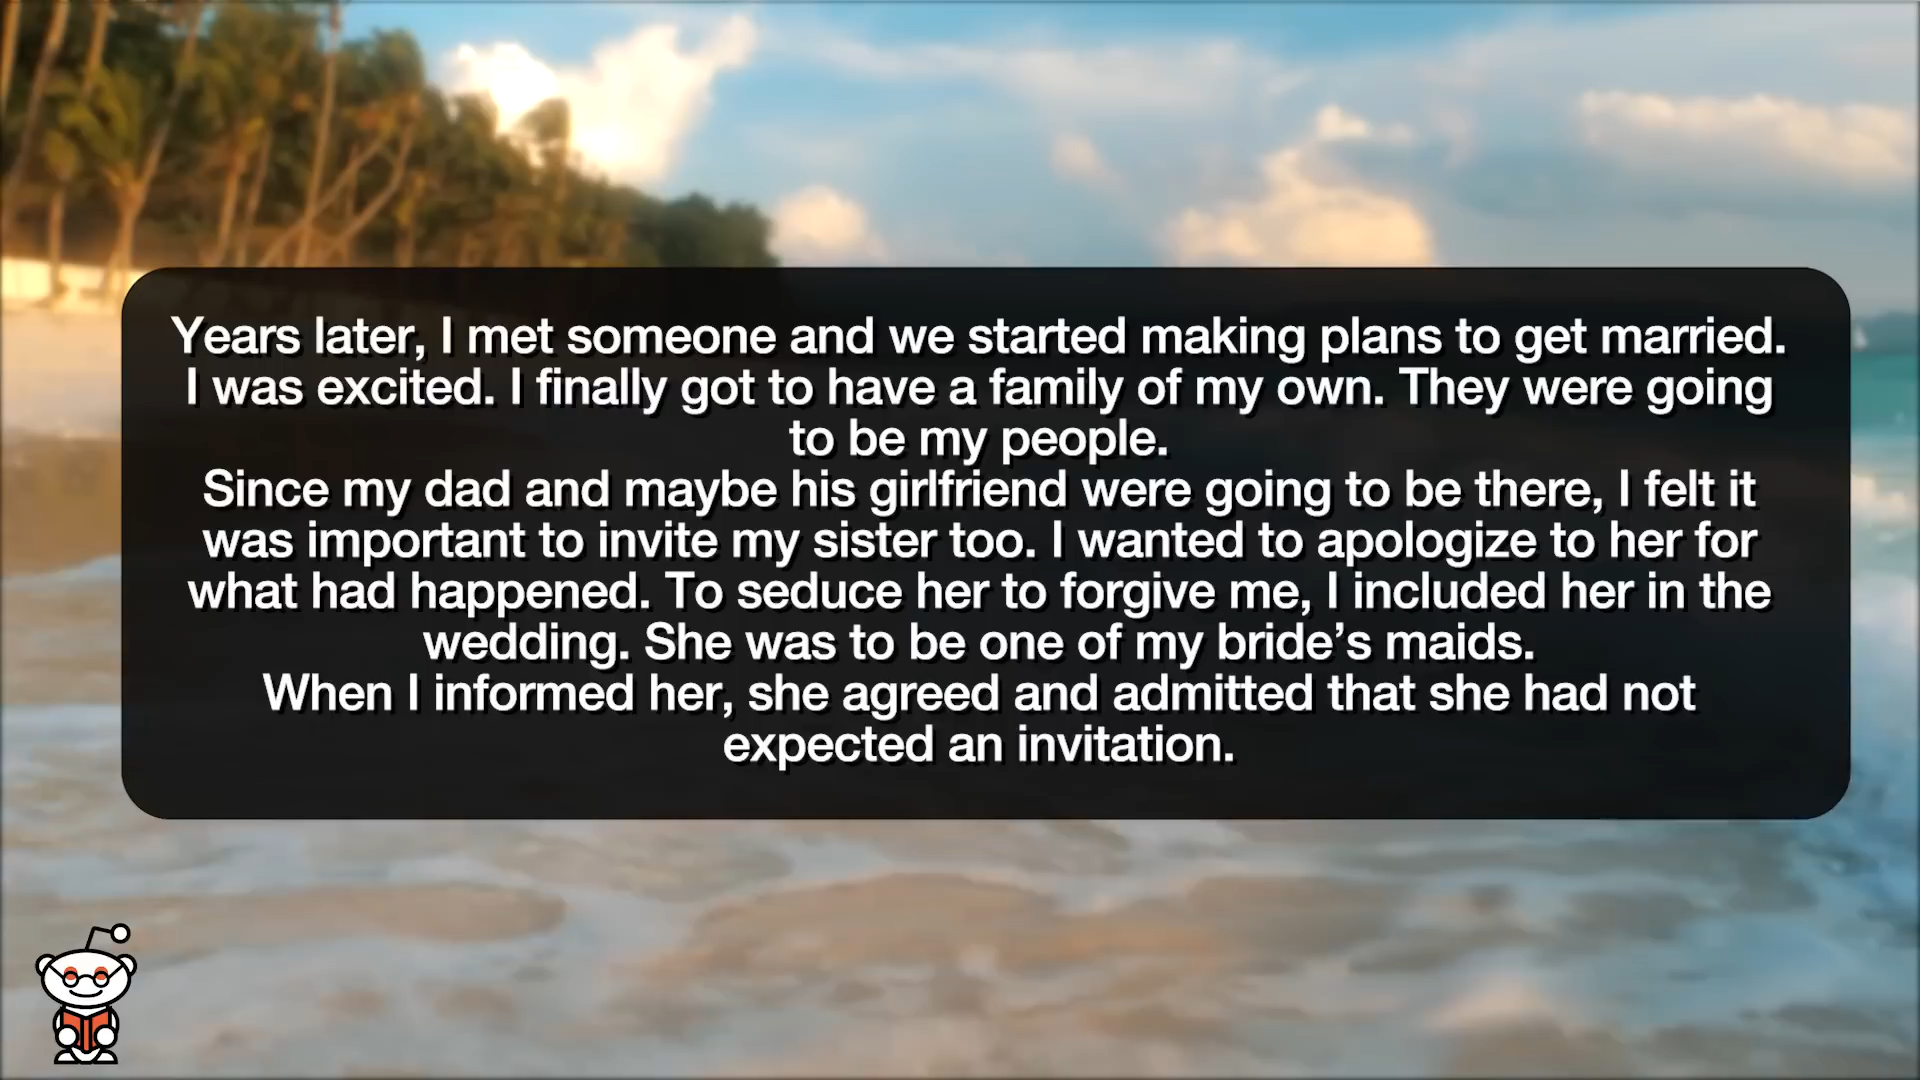 Years later, I met someone and we started making plans to get married.
I was excited. I finally got to have a family of my own. They were going
to be my people.
Since my dad and maybe his girlfriend were going to be there, I felt it
was important to invite my sister too. I wanted to apologize to her for
what had happened. To seduce her to forgive me, I included her in the
wedding. She was to be one of my bride’s maids.
When I informed her, she agreed and admitted that she had not
expected an invitation.